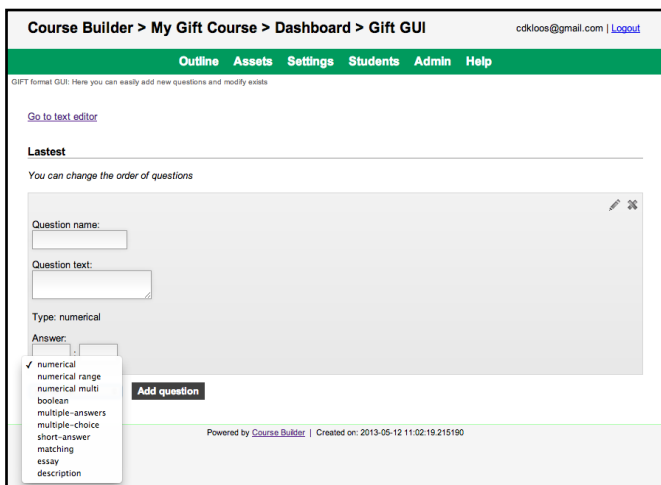 Course Builder > My Gift Course > Dashboard > Gift GUI cdkloos@gmail.com | Logout
Outline Assets Settings Students Admin Help
GIFT format GUI: Here you can easily add new questions and modify exists
Go to text editor
Lastest
You can change the order of questions
Question name:
Question text:
Type: numerical
Answer:
:
✓ numerical
numerical range
numerical multi
boolean
multiple-answers
multiple-choice
short-answer
matching
essay
description
Add question
Powered by Course Builder | Created on: 2013-05-12 11:02:19.215190